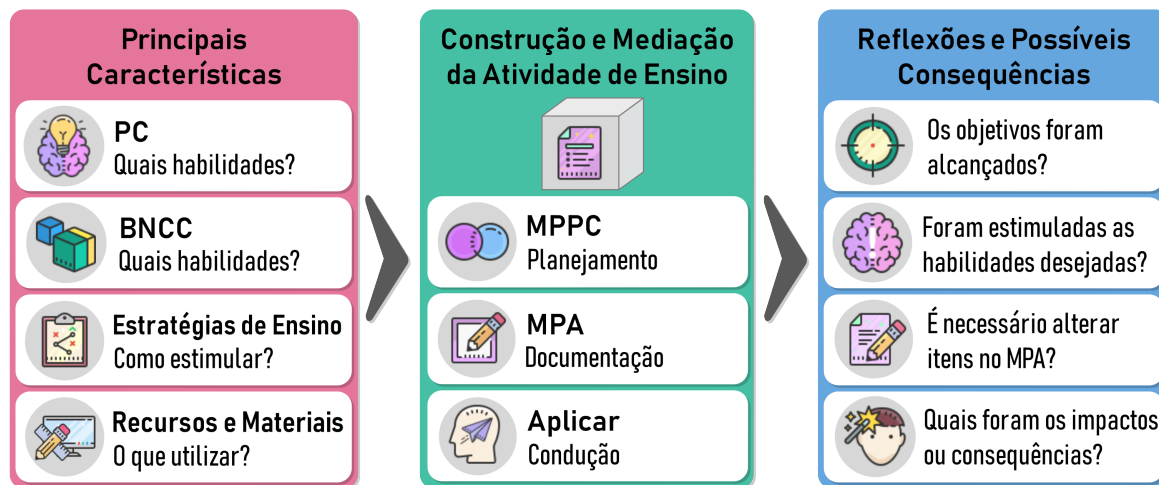 Principais
Características
PC
Quais habilidades?
BNCC
Quais habilidades?
Estratégias de Ensino
Como estimular?
Recursos e Materiais
O que utilizar?
Construção e Mediação
da Atividade de Ensino
MPPC
Planejamento
MPA
Documentação
Aplicar
Condução
Reflexões e Possíveis
Consequências
Os objetivos foram
alcançados?
Foram estimuladas as
habilidades desejadas?
É necessário alterar
itens no MPA?
Quais foram os impactos
ou consequências?